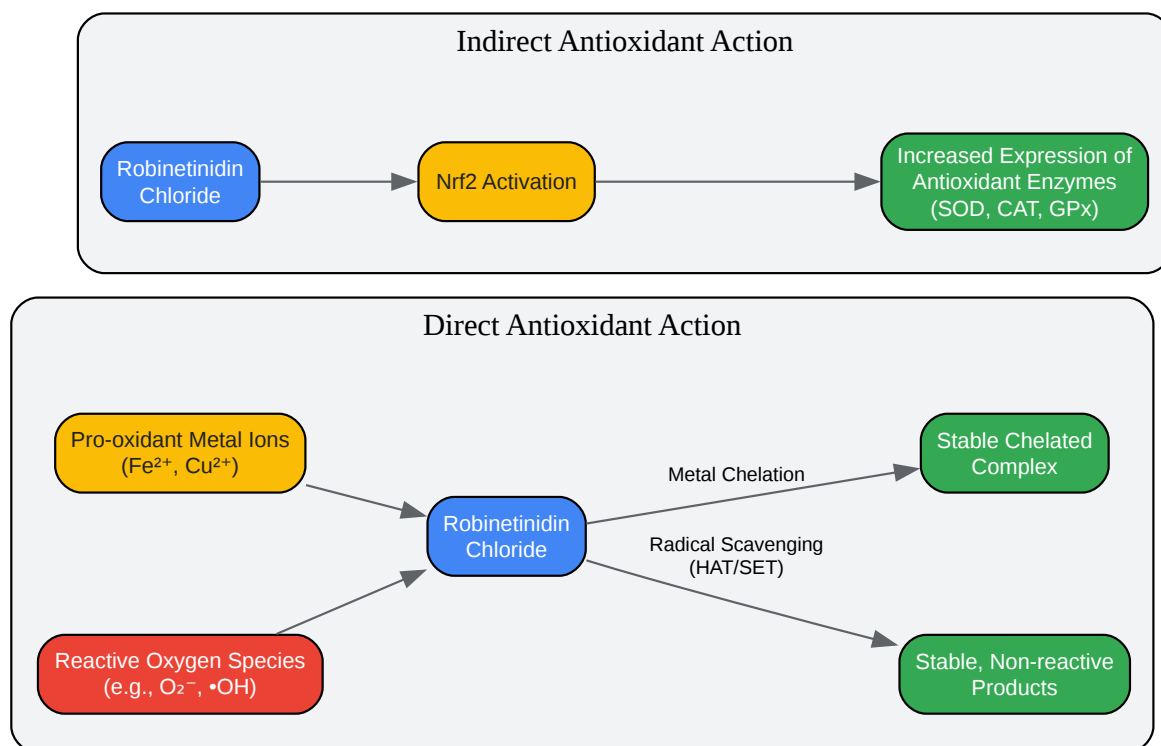 Indirect Antioxidant Action
Robinetinidin
Chloride
Nrf2 Activation
Increased Expression of
Antioxidant Enzymes
(SOD, CAT, GPx)
Direct Antioxidant Action
Pro-oxidant Metal Ions
(Fe²⁺, Cu²⁺)
Reactive Oxygen Species
(e.g., O₂⁻, •OH)
Robinetinidin
Chloride
Metal Chelation
Radical Scavenging
(HAT/SET)
Stable Chelated
Complex
Stable, Non-reactive
Products